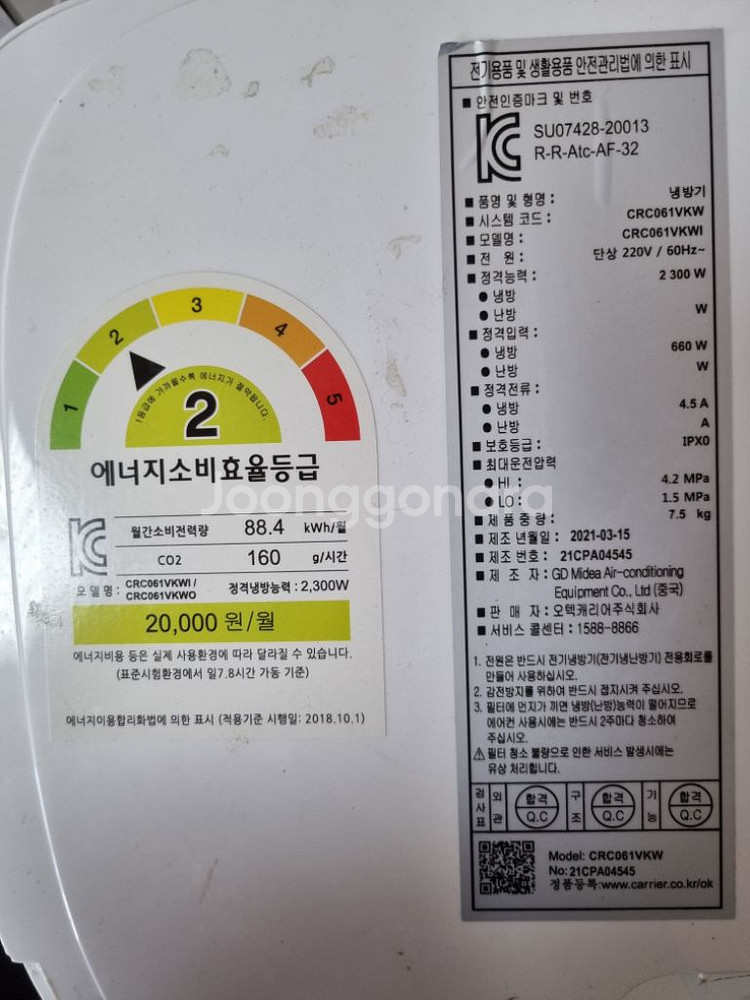 1
2
3
4
5
1등급에 가까울수록 에너지가 절약됩니다.
2
에너지소비효율등급
월간소비전력량 88.4 kWh/월
CO2 160 g/시간
모델명: CRC061VKWI / CRC061VKWO 정격냉방능력: 2,300W
20,000 원/월
에너지비용 등은 실제 사용환경에 따라 달라질 수 있습니다.
(표준시험환경에서 일7.8시간 가동 기준)
에너지이용합리화법에 의한 표시 (적용기준 시행일: 2018.10.1)
전기용품 및 생활용품 안전관리법에 의한 표시
■ 안전인증마크 및 번호
SU07428-20013
R-R-Atc-AF-32
■ 품명 및 형명 : 냉방기
■ 시스템 코드 : CRC061VKW
■ 모델명 : CRC061VKWI
■ 전 원 : 단상 220V / 60Hz~
■ 정격능력 : 2 300 W
● 냉방
● 난방 W
■ 정격입력 : 660 W
● 냉방
● 난방 W
■ 정격전류 :
● 냉방 4.5 A
● 난방 A
■ 보호등급 : IPX0
■ 최대운전압력
● HI : 4.2 MPa
● LO : 1.5 MPa
■ 제 품 중 량 : 7.5 kg
■ 제조 년월일 : 2021-03-15
■ 제조 번호 : 21CPA04545
■ 제 조 자 : GD Midea Air-conditioning
Equipment Co., Ltd (중국)
■ 판 매 자 : 오텍캐리어주식회사
■ 서비스 콜센터 : 1588-8866
1. 전원은 반드시 전기냉방기(전기냉난방기) 전용회로를
만들어 사용하십시오.
2. 감전방지를 위하여 반드시 접지시켜 주십시오.
3. 필터에 먼지가 끼면 냉방(난방)능력이 떨어지므로
에어컨 사용시에는 반드시 2주마다 청소하여
주십시오.
⚠ 필터 청소 불량으로 인한 서비스 발생시에는
유상 처리힙니다.
검사표 외관 합격 Q.C 구조 합격 Q.C 기능 합격 Q.C
Model: CRC061VKW
No: 21CPA04545
정품등록:www.carrier.co.kr/ok
Joonggonara